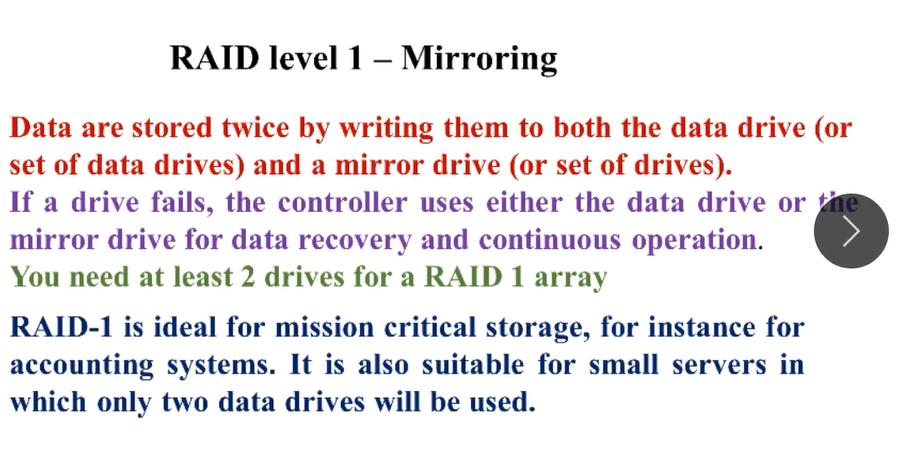 RAID level 1 – Mirroring
Data are stored twice by writing them to both the data drive (or
set of data drives) and a mirror drive (or set of drives).
If a drive fails, the controller uses either the data drive or the
mirror drive for data recovery and continuous operation.
You need at least 2 drives for a RAID 1 array
RAID-1 is ideal for mission critical storage, for instance for
accounting systems. It is also suitable for small servers in
which only two data drives will be used.